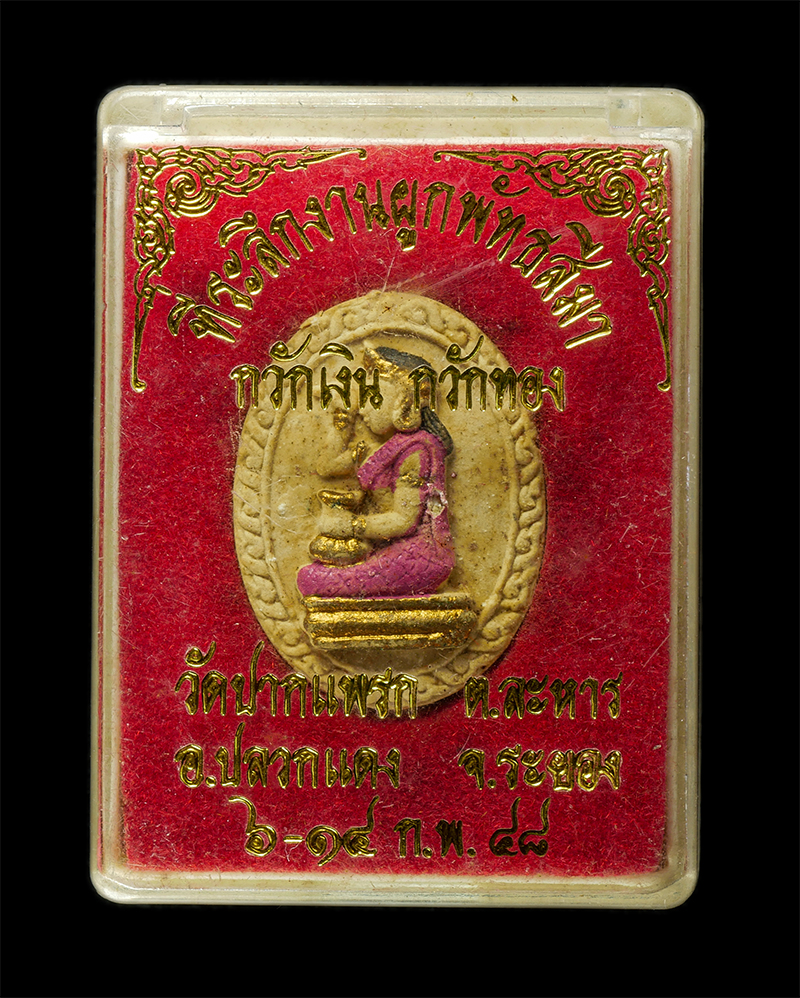 ที่ระลึกงานผูกพัทธสีมา
กวักเงิน กวักทอง
วัดปากแพรก ต.ละหาร
อ.ปลวกแดง จ.ระยอง
๖-๑๔ ก.พ. ๔๘